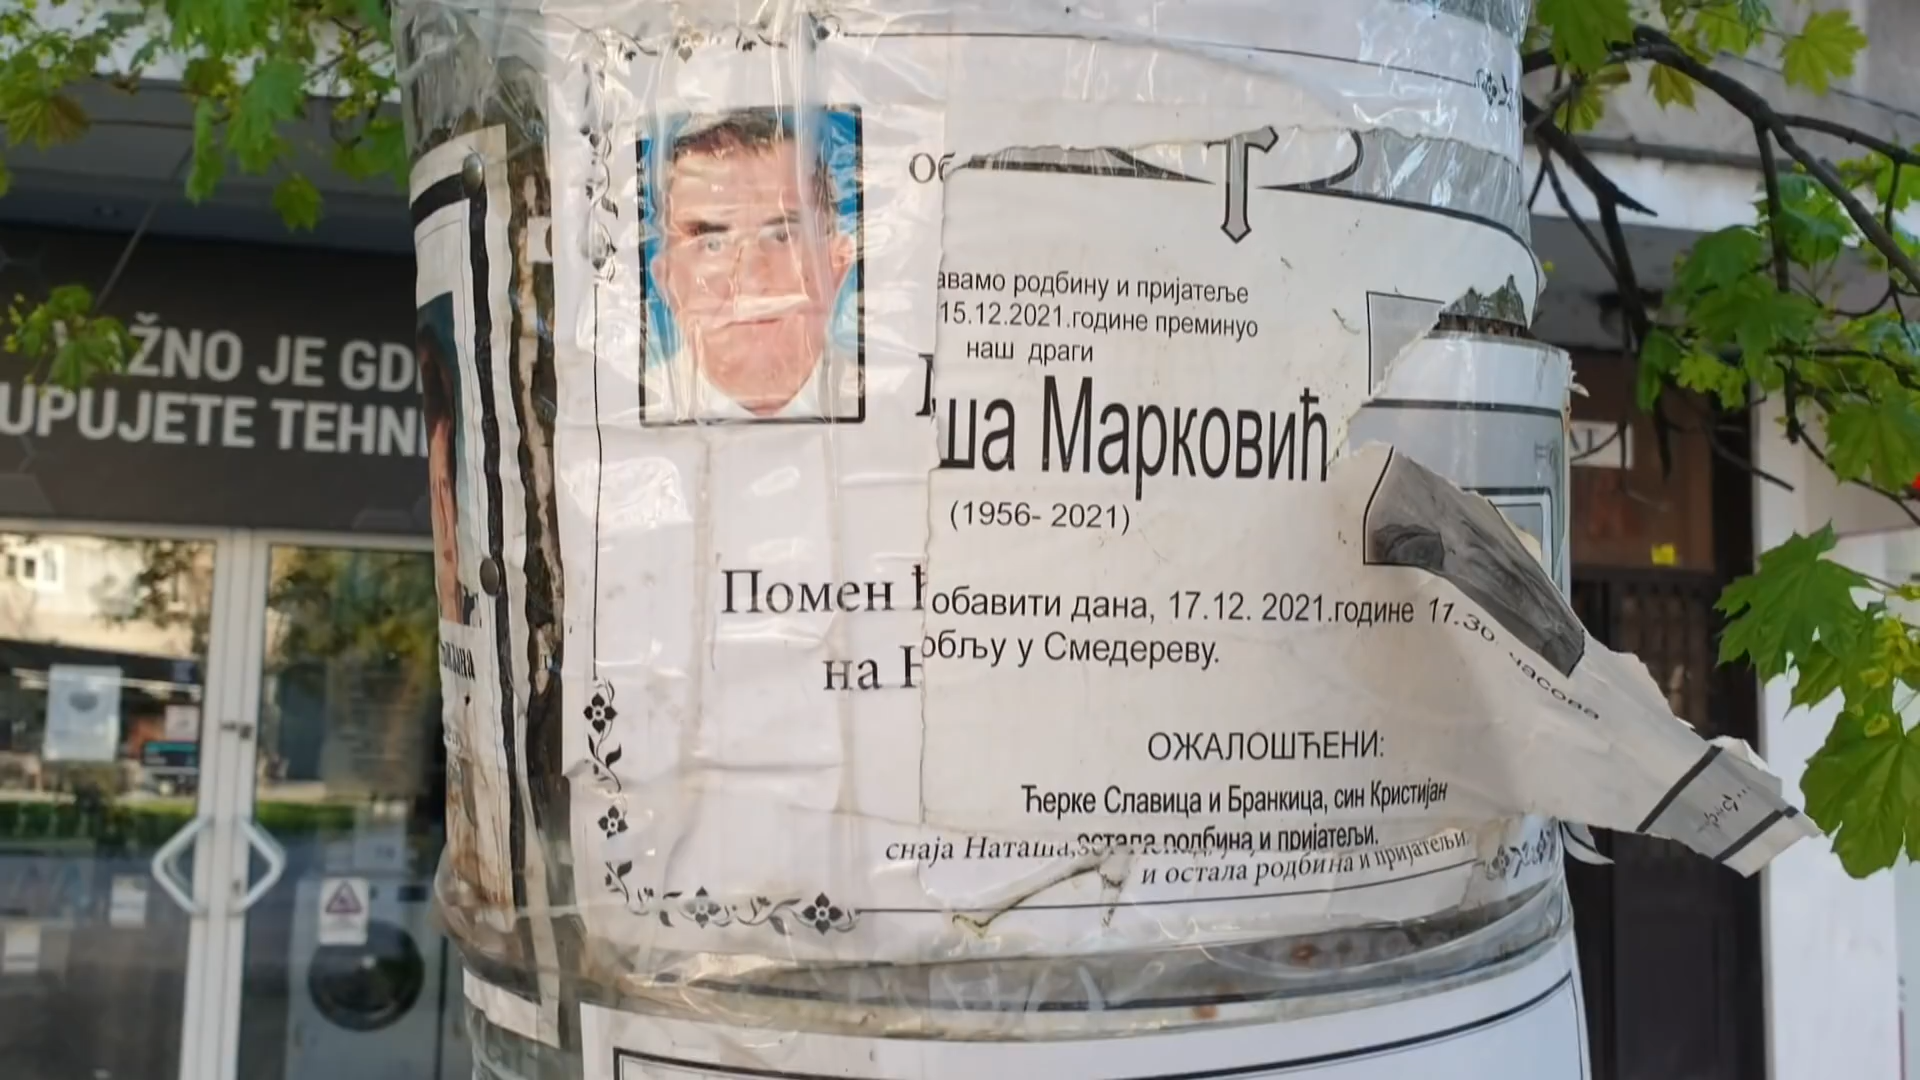 ŽNO JE GD
UPUJETE TEHNI
Об
авамо родбину и пријатеље
15.12.2021.године преминуо
наш драги
ша Марковић
(1956- 2021)
Помен ћ
обавити дана, 17.12. 2021.године 17.30. часова
на Н
обљу у Смедереву.
ОЖАЛОШЋЕНИ:
Ћерке Славица и Бранкица, син Кристијан
остала родбина и пријатељи.
снаја Наташа,
и остала родбина и пријатељи.